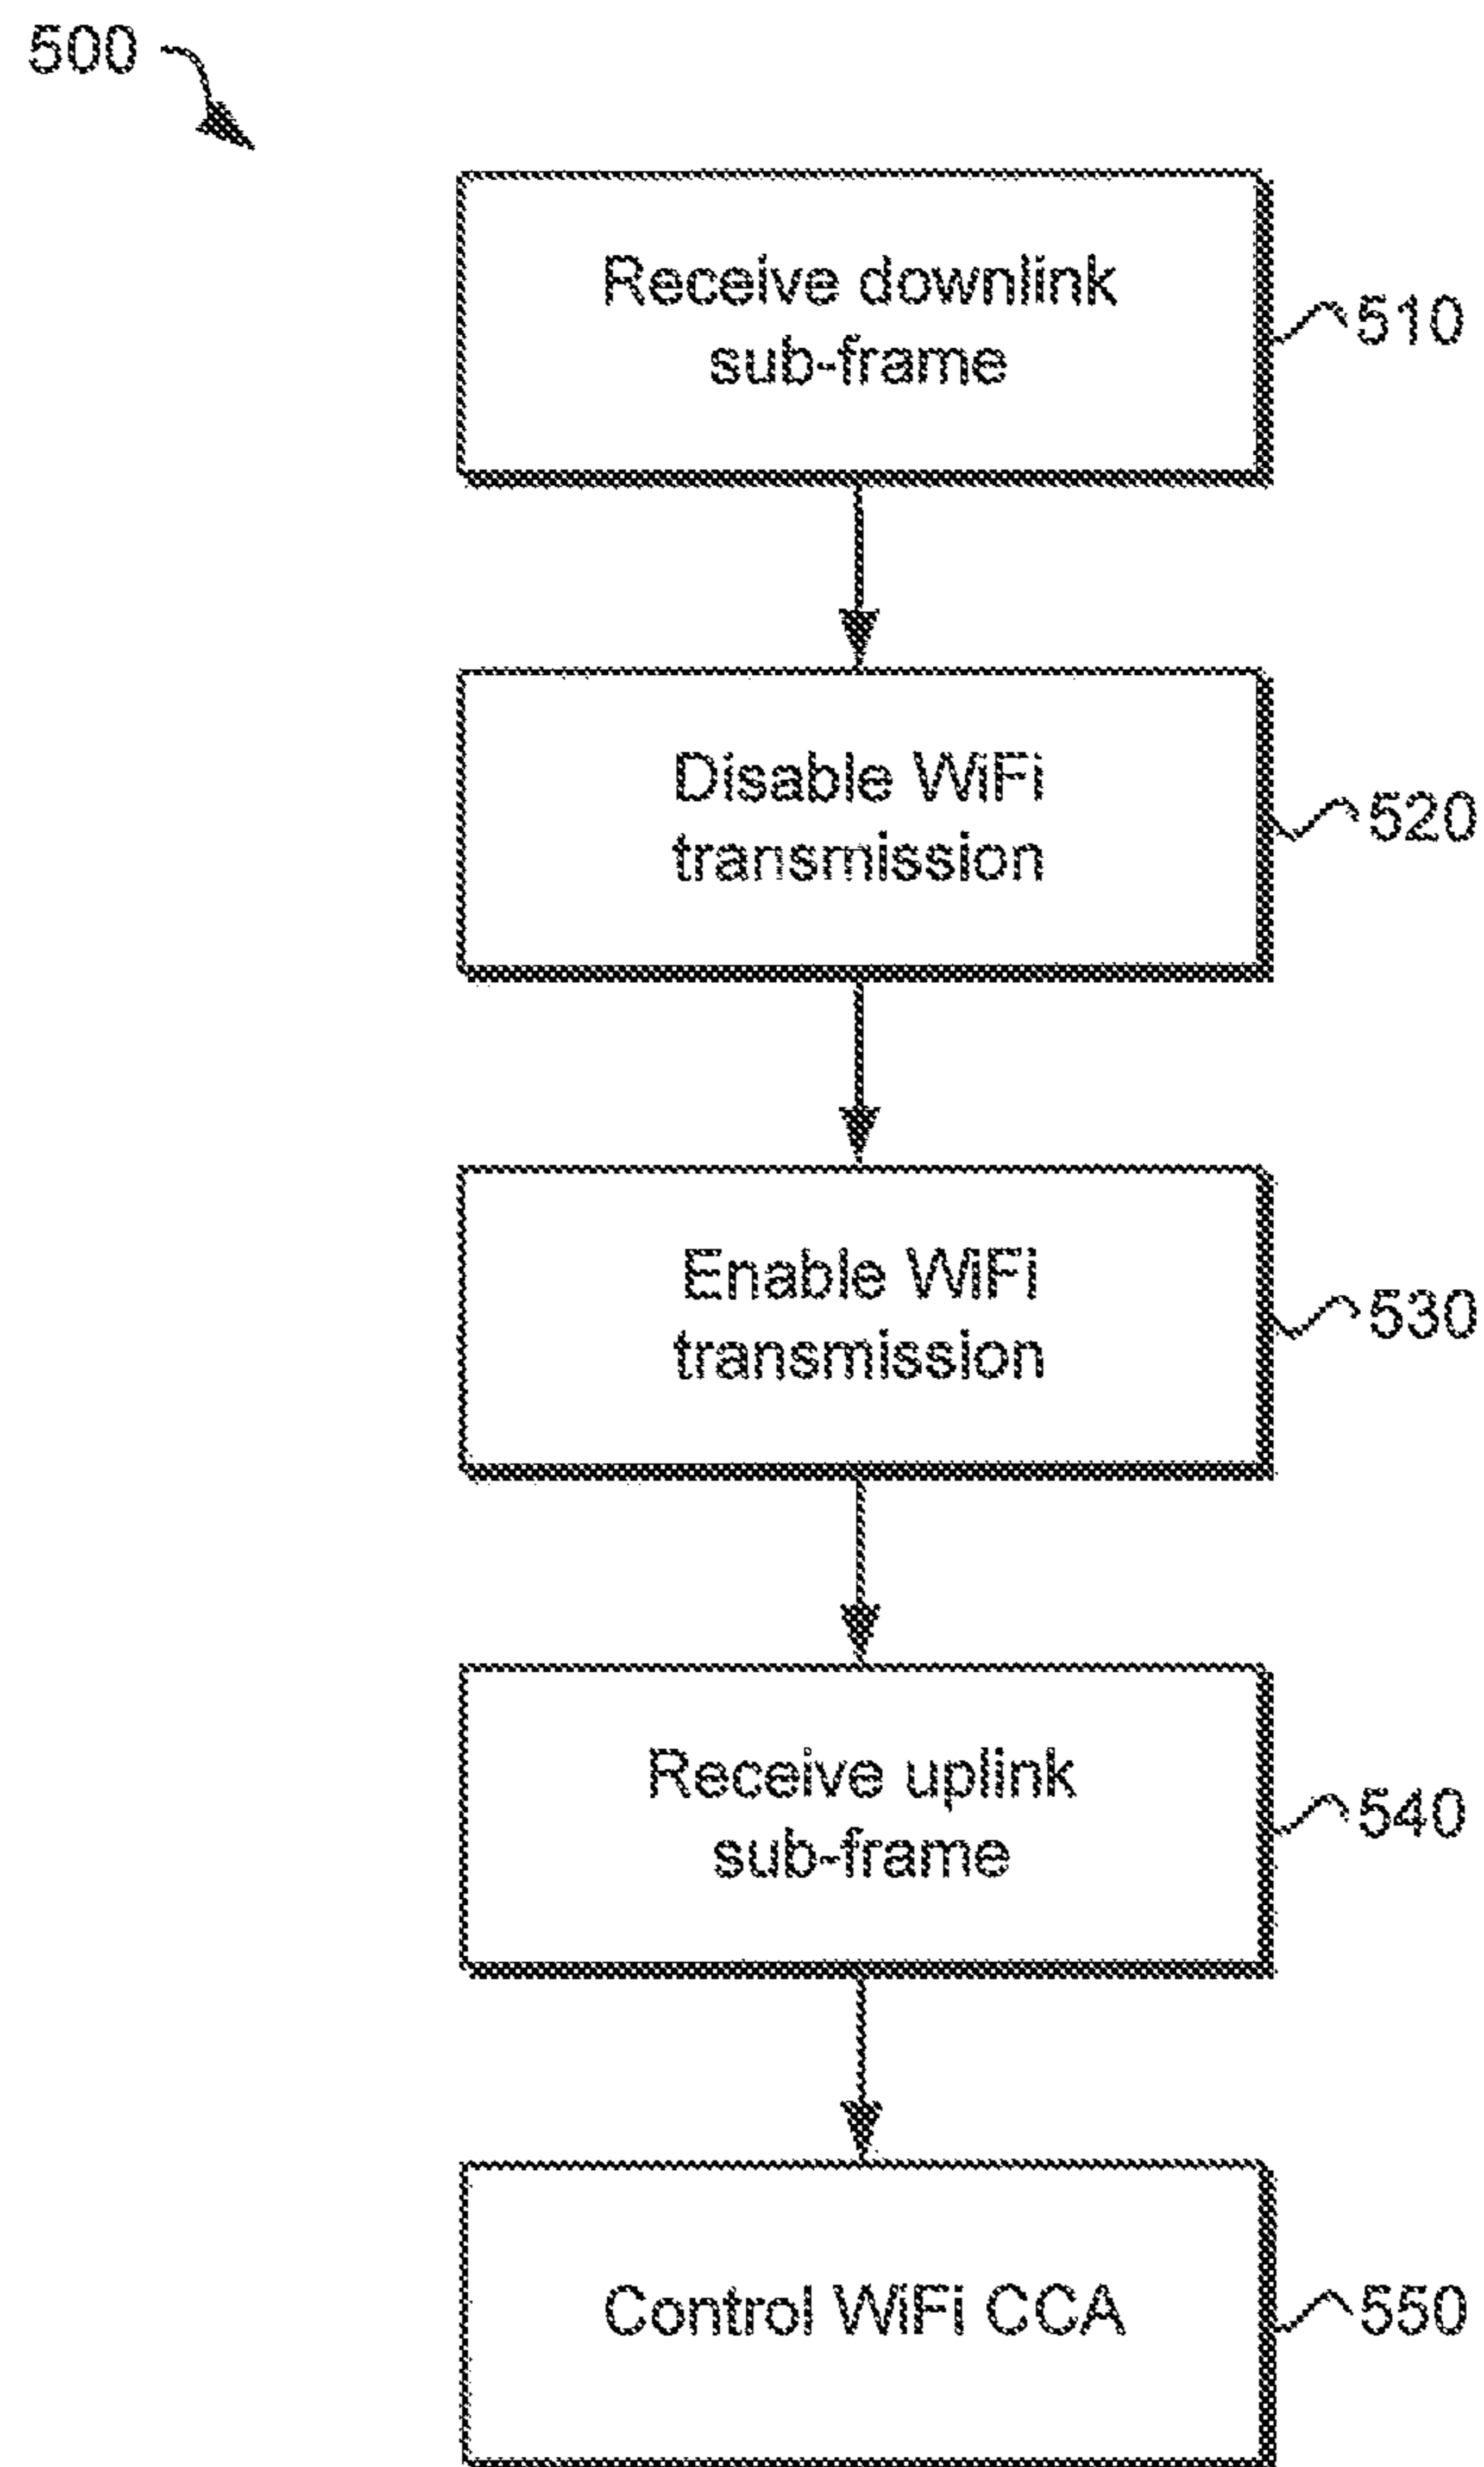 500
Receive downlink
sub-frame
510
Disable WiFi
transmission
520
Enable WiFi
transmission
530
Receive uplink
sub-frame
540
Control WiFi CCA
550